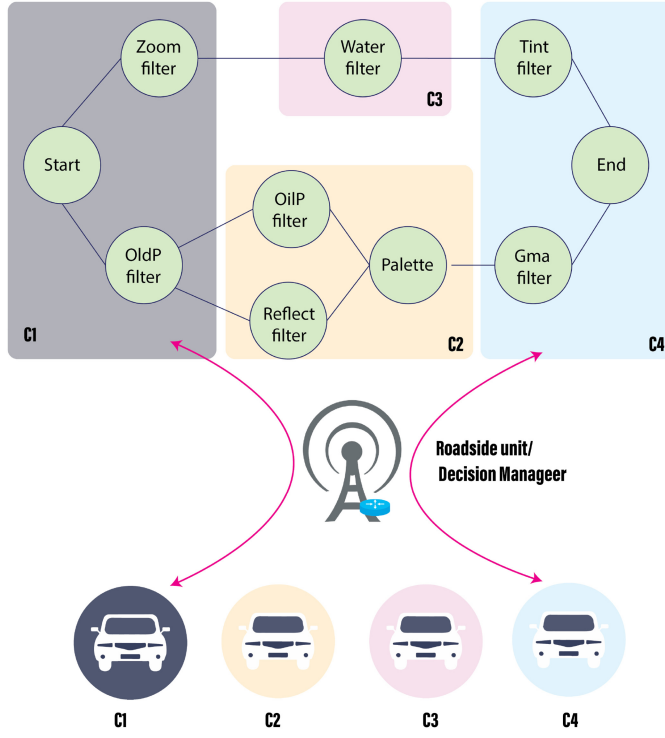 Zoom
filter
Water
filter
C3
Tint
filter
Start
End
OilP
filter
OldP
filter
Palette
Gma
filter
Reflect
filter
C1
C2
C4
Roadside unit/
Decision Manageer
C1
C2
C3
C4